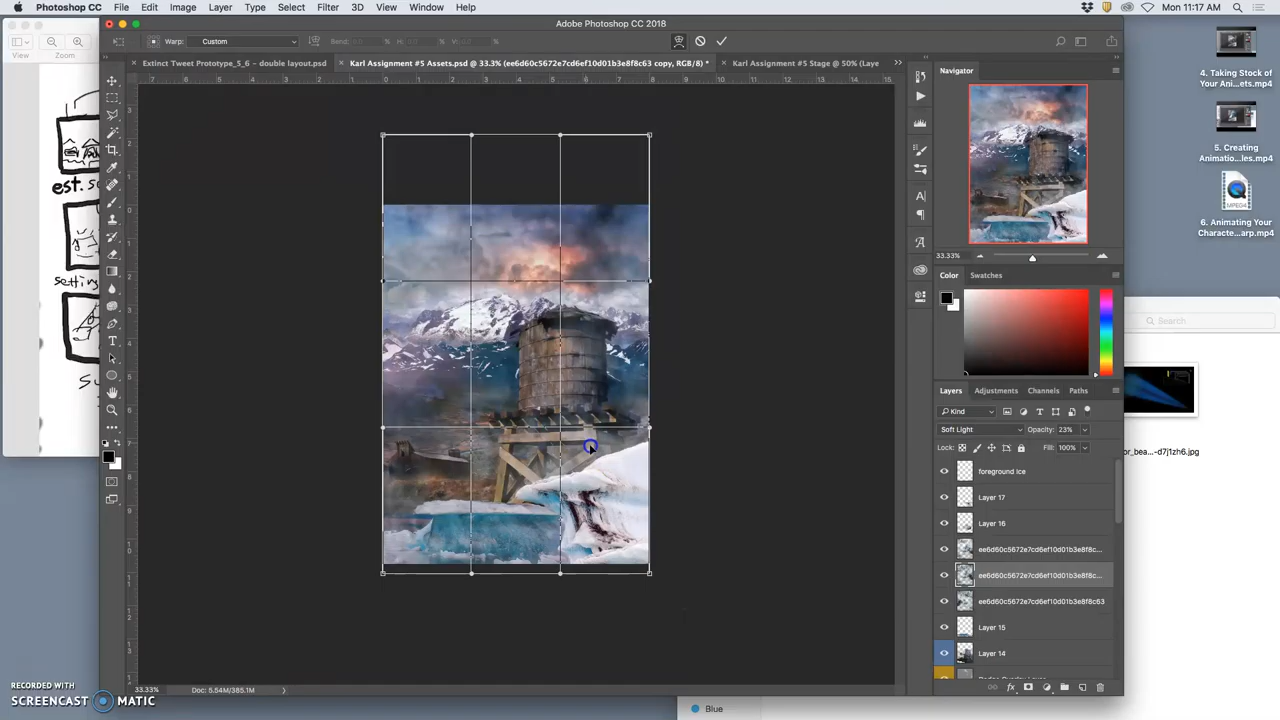 Photoshop File Edit Image Layer Type Select Filter 3D View Window Help
Mon 11:17 AM
Adobe Photoshop CC 2018
Warp: Custom Bend: H: V:
Extinct Tweet Prototype_5_6 – double layout.psd
Karl Assignment #5 Assets.psd @ 33.3% (ee6d60c5672e7cd6ef10d01b3e8f8c63 copy, RGB/8) *
Karl Assignment #5 Stage @ 50% (Laye
View Zoom
Navigator
33.33%
Color Swatches
Layers Adjustments Channels Paths
Kind
Soft Light Opacity: 23%
Lock: Fill: 100%
foreground ice
Layer 17
Layer 16
ee6d60c5672e7cd6ef10d01b3e8f8c...
ee6d60c5672e7cd6ef10d01b3e8f8c...
ee6d60c5672e7cd6ef10d01b3e8f8c63
Layer 15
Layer 14
33.33% Doc: 5.54M/385.1M
4. Taking Stock of
Your Ani...ets.mp4
5. Creating
Animatio...les.mp4
MPEG4
6. Animating Your
Characte...arp.mp4
Search
or_bea...-d7j1zh6.jpg
Blue
RECORDED WITH
SCREENCAST MATIC